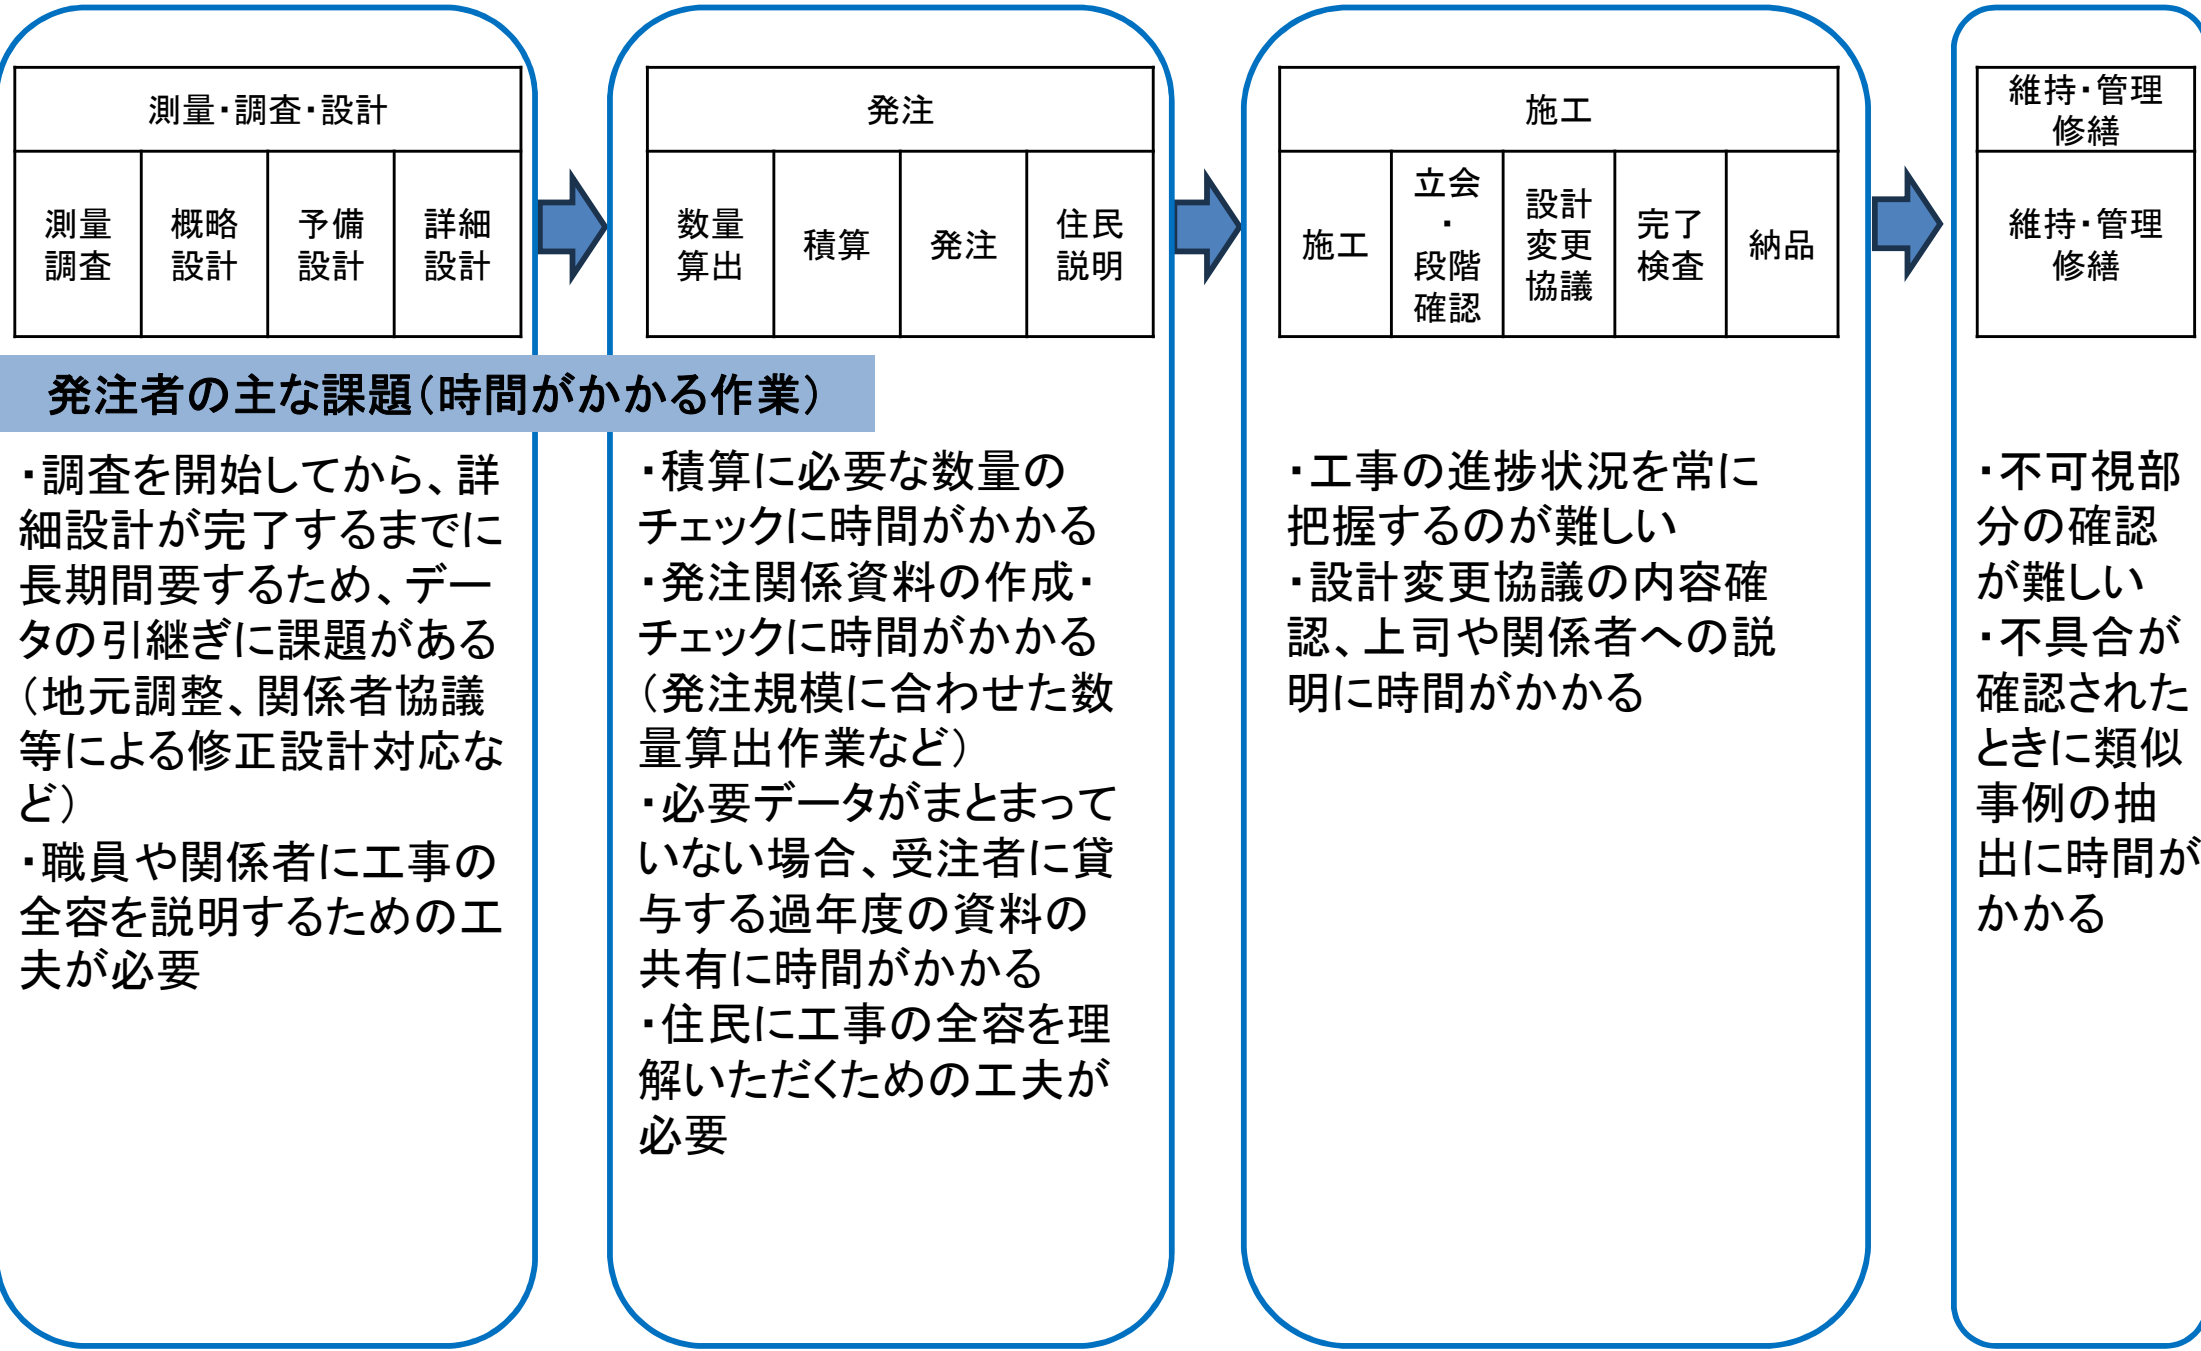 測量・調査・設計
測量
調査
概略
設計
予備
設計
詳細
設計
発注
数量
算出
積算
発注
住民
説明
施工
施工
立会
・
段階
確認
設計
変更
協議
完了
検査
納品
維持・管理
修繕
維持・管理
修繕
発注者の主な課題(時間がかかる作業)
・調査を開始してから、詳
細設計が完了するまでに
長期間要するため、デー
タの引継ぎに課題がある
(地元調整、関係者協議
等による修正設計対応な
ど)
・職員や関係者に工事の
全容を説明するための工
夫が必要
・積算に必要な数量の
チェックに時間がかかる
・発注関係資料の作成・
チェックに時間がかかる
(発注規模に合わせた数
量算出作業など)
・必要データがまとまって
いない場合、受注者に貸
与する過年度の資料の
共有に時間がかかる
・住民に工事の全容を理
解いただくための工夫が
必要
・工事の進捗状況を常に
把握するのが難しい
・設計変更協議の内容確
認、上司や関係者への説
明に時間がかかる
・不可視部
分の確認
が難しい
・不具合が
確認された
ときに類似
事例の抽
出に時間が
かかる